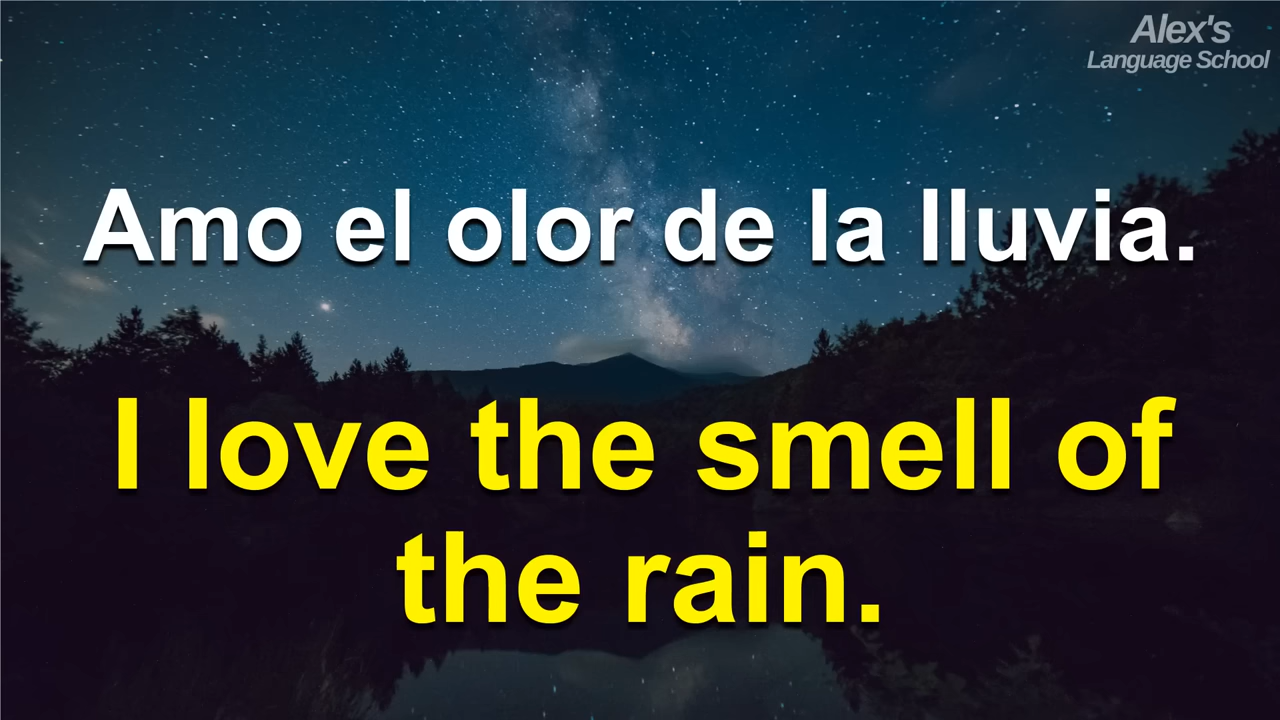 Alex's
Language School
Amo el olor de la lluvia.
I love the smell of
the rain.